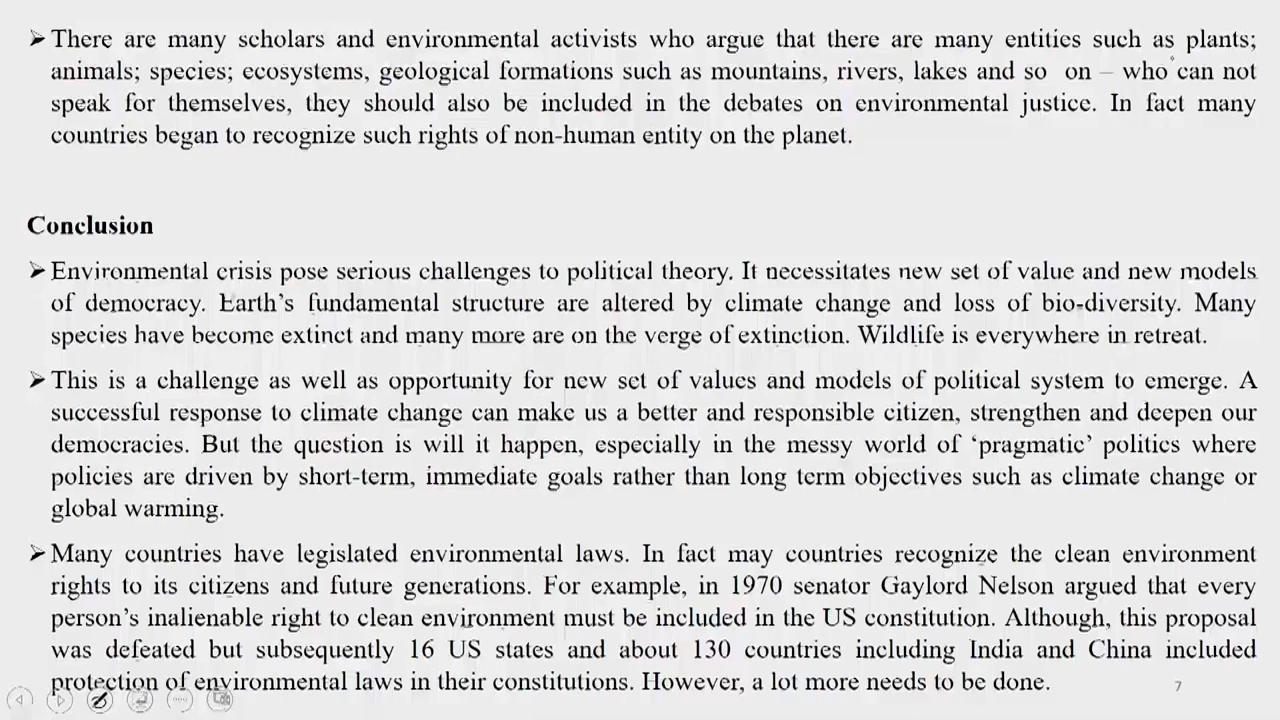 ➢ There are many scholars and environmental activists who argue that there are many entities such as plants;
animals; species; ecosystems, geological formations such as mountains, rivers, lakes and so on – who can not
speak for themselves, they should also be included in the debates on environmental justice. In fact many
countries began to recognize such rights of non-human entity on the planet.
Conclusion
➢ Environmental crisis pose serious challenges to political theory. It necessitates new set of value and new models
of democracy. Earth’s fundamental structure are altered by climate change and loss of bio-diversity. Many
species have become extinct and many more are on the verge of extinction. Wildlife is everywhere in retreat.
➢ This is a challenge as well as opportunity for new set of values and models of political system to emerge. A
successful response to climate change can make us a better and responsible citizen, strengthen and deepen our
democracies. But the question is will it happen, especially in the messy world of ‘pragmatic’ politics where
policies are driven by short-term, immediate goals rather than long term objectives such as climate change or
global warming.
➢ Many countries have legislated environmental laws. In fact may countries recognize the clean environment
rights to its citizens and future generations. For example, in 1970 senator Gaylord Nelson argued that every
person’s inalienable right to clean environment must be included in the US constitution. Although, this proposal
was defeated but subsequently 16 US states and about 130 countries including India and China included
protection of environmental laws in their constitutions. However, a lot more needs to be done.
7